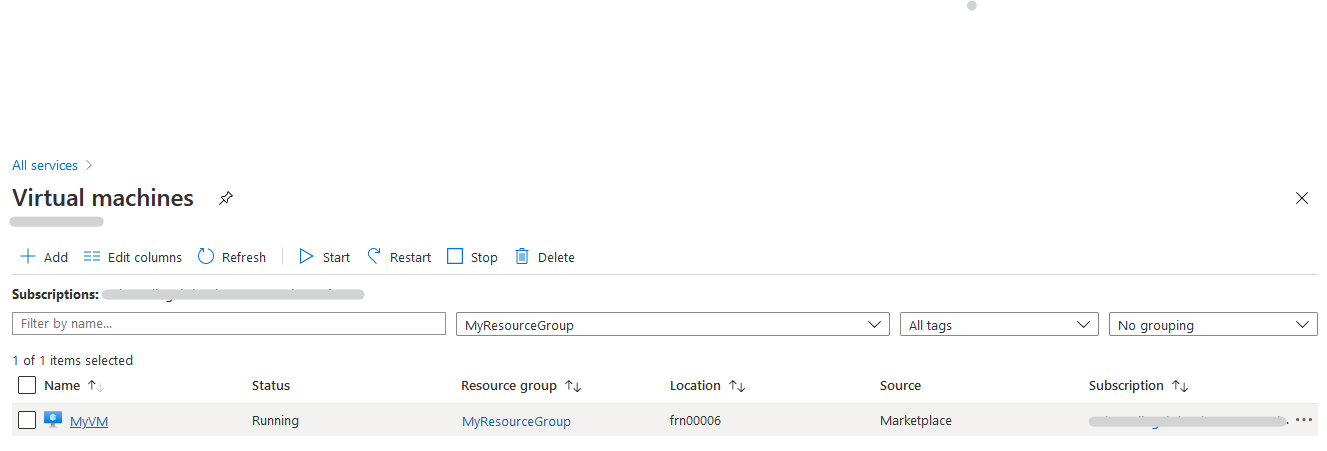 All services
Virtual machines
Add Edit columns Refresh Start Restart Stop Delete
Subscriptions:
Filter by name... MyResourceGroup All tags No grouping
1 of 1 items selected
Name Status Resource group Location Source Subscription
MyVM Running MyResourceGroup frn00006 Marketplace